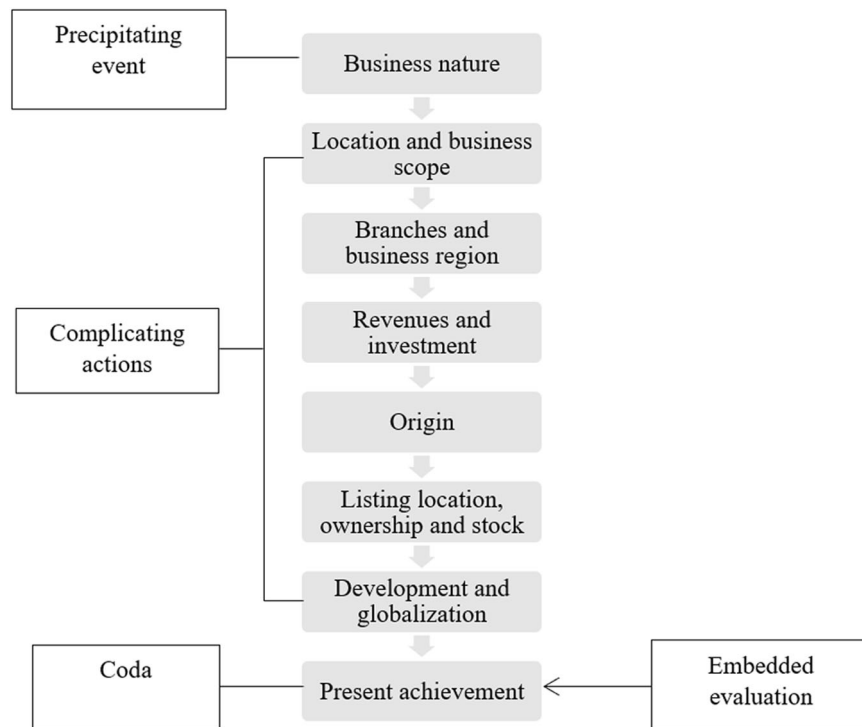 Precipitating
event
Business nature
Location and business
scope
Branches and
business region
Complicating
actions
Revenues and
investment
Origin
Listing location,
ownership and stock
Development and
globalization
Coda
Present achievement
Embedded
evaluation